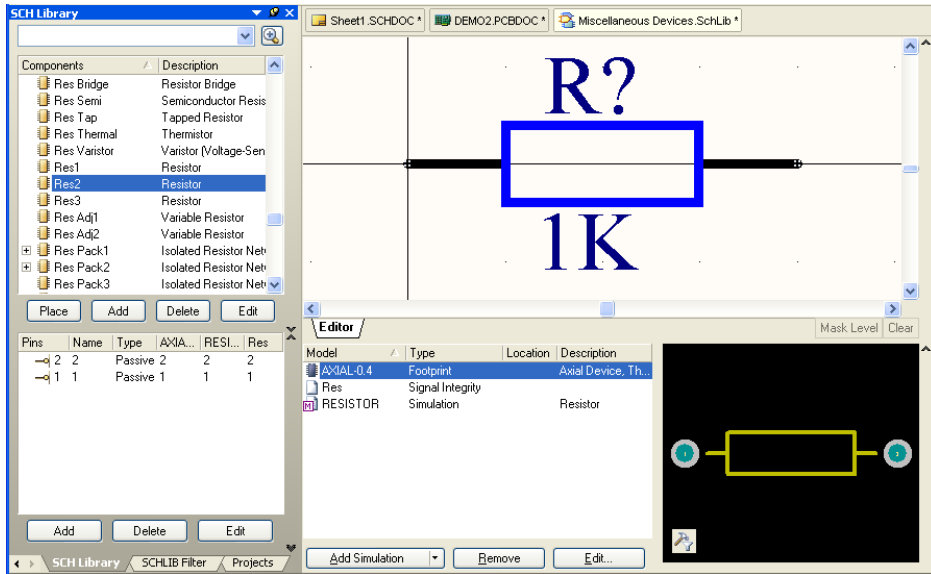 SCH Library
Sheet1.SCHDOC * DEMO2.PCBDOC * Miscellaneous Devices.SchLib *
Components Description
Res Bridge Resistor Bridge
Res Semi Semiconductor Resis
Res Tap Tapped Resistor
Res Thermal Thermistor
Res Varistor Varistor (Voltage-Sen
Res1 Resistor
Res2 Resistor
Res3 Resistor
Res Adj1 Variable Resistor
Res Adj2 Variable Resistor
Res Pack1 Isolated Resistor Net
Res Pack2 Isolated Resistor Net
Res Pack3 Isolated Resistor Net
Place Add Delete Edit
Pins Name Type AXIA... RESI... Res
2 2 Passive 2 2 2
1 1 Passive 1 1 1
Add Delete Edit
SCH Library SCHLIB Filter Projects
R?
1K
Editor Mask Level Clear
Model Type Location Description
AXIAL-0.4 Footprint Axial Device, Th...
Res Signal Integrity
RESISTOR Simulation Resistor
Add Simulation Remove Edit...